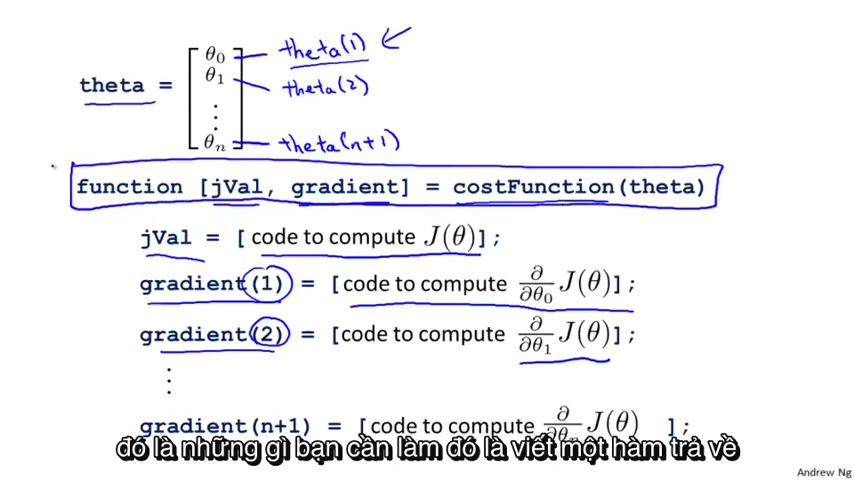 theta = [θ₀ θ₁ ⋮ θₙ]
theta(1)
theta(2)
theta(n+1)
function [jVal, gradient] = costFunction(theta)
jVal = [ code to compute J(θ)];
gradient(1) = [code to compute ∂/∂θ₀ J(θ)];
gradient(2) = [code to compute ∂/∂θ₁ J(θ)];
⋮
gradient(n+1) = [code to compute ∂/∂θₙ J(θ) ];
đó là những gì bạn cần làm đó là viết một hàm trả về
Andrew Ng